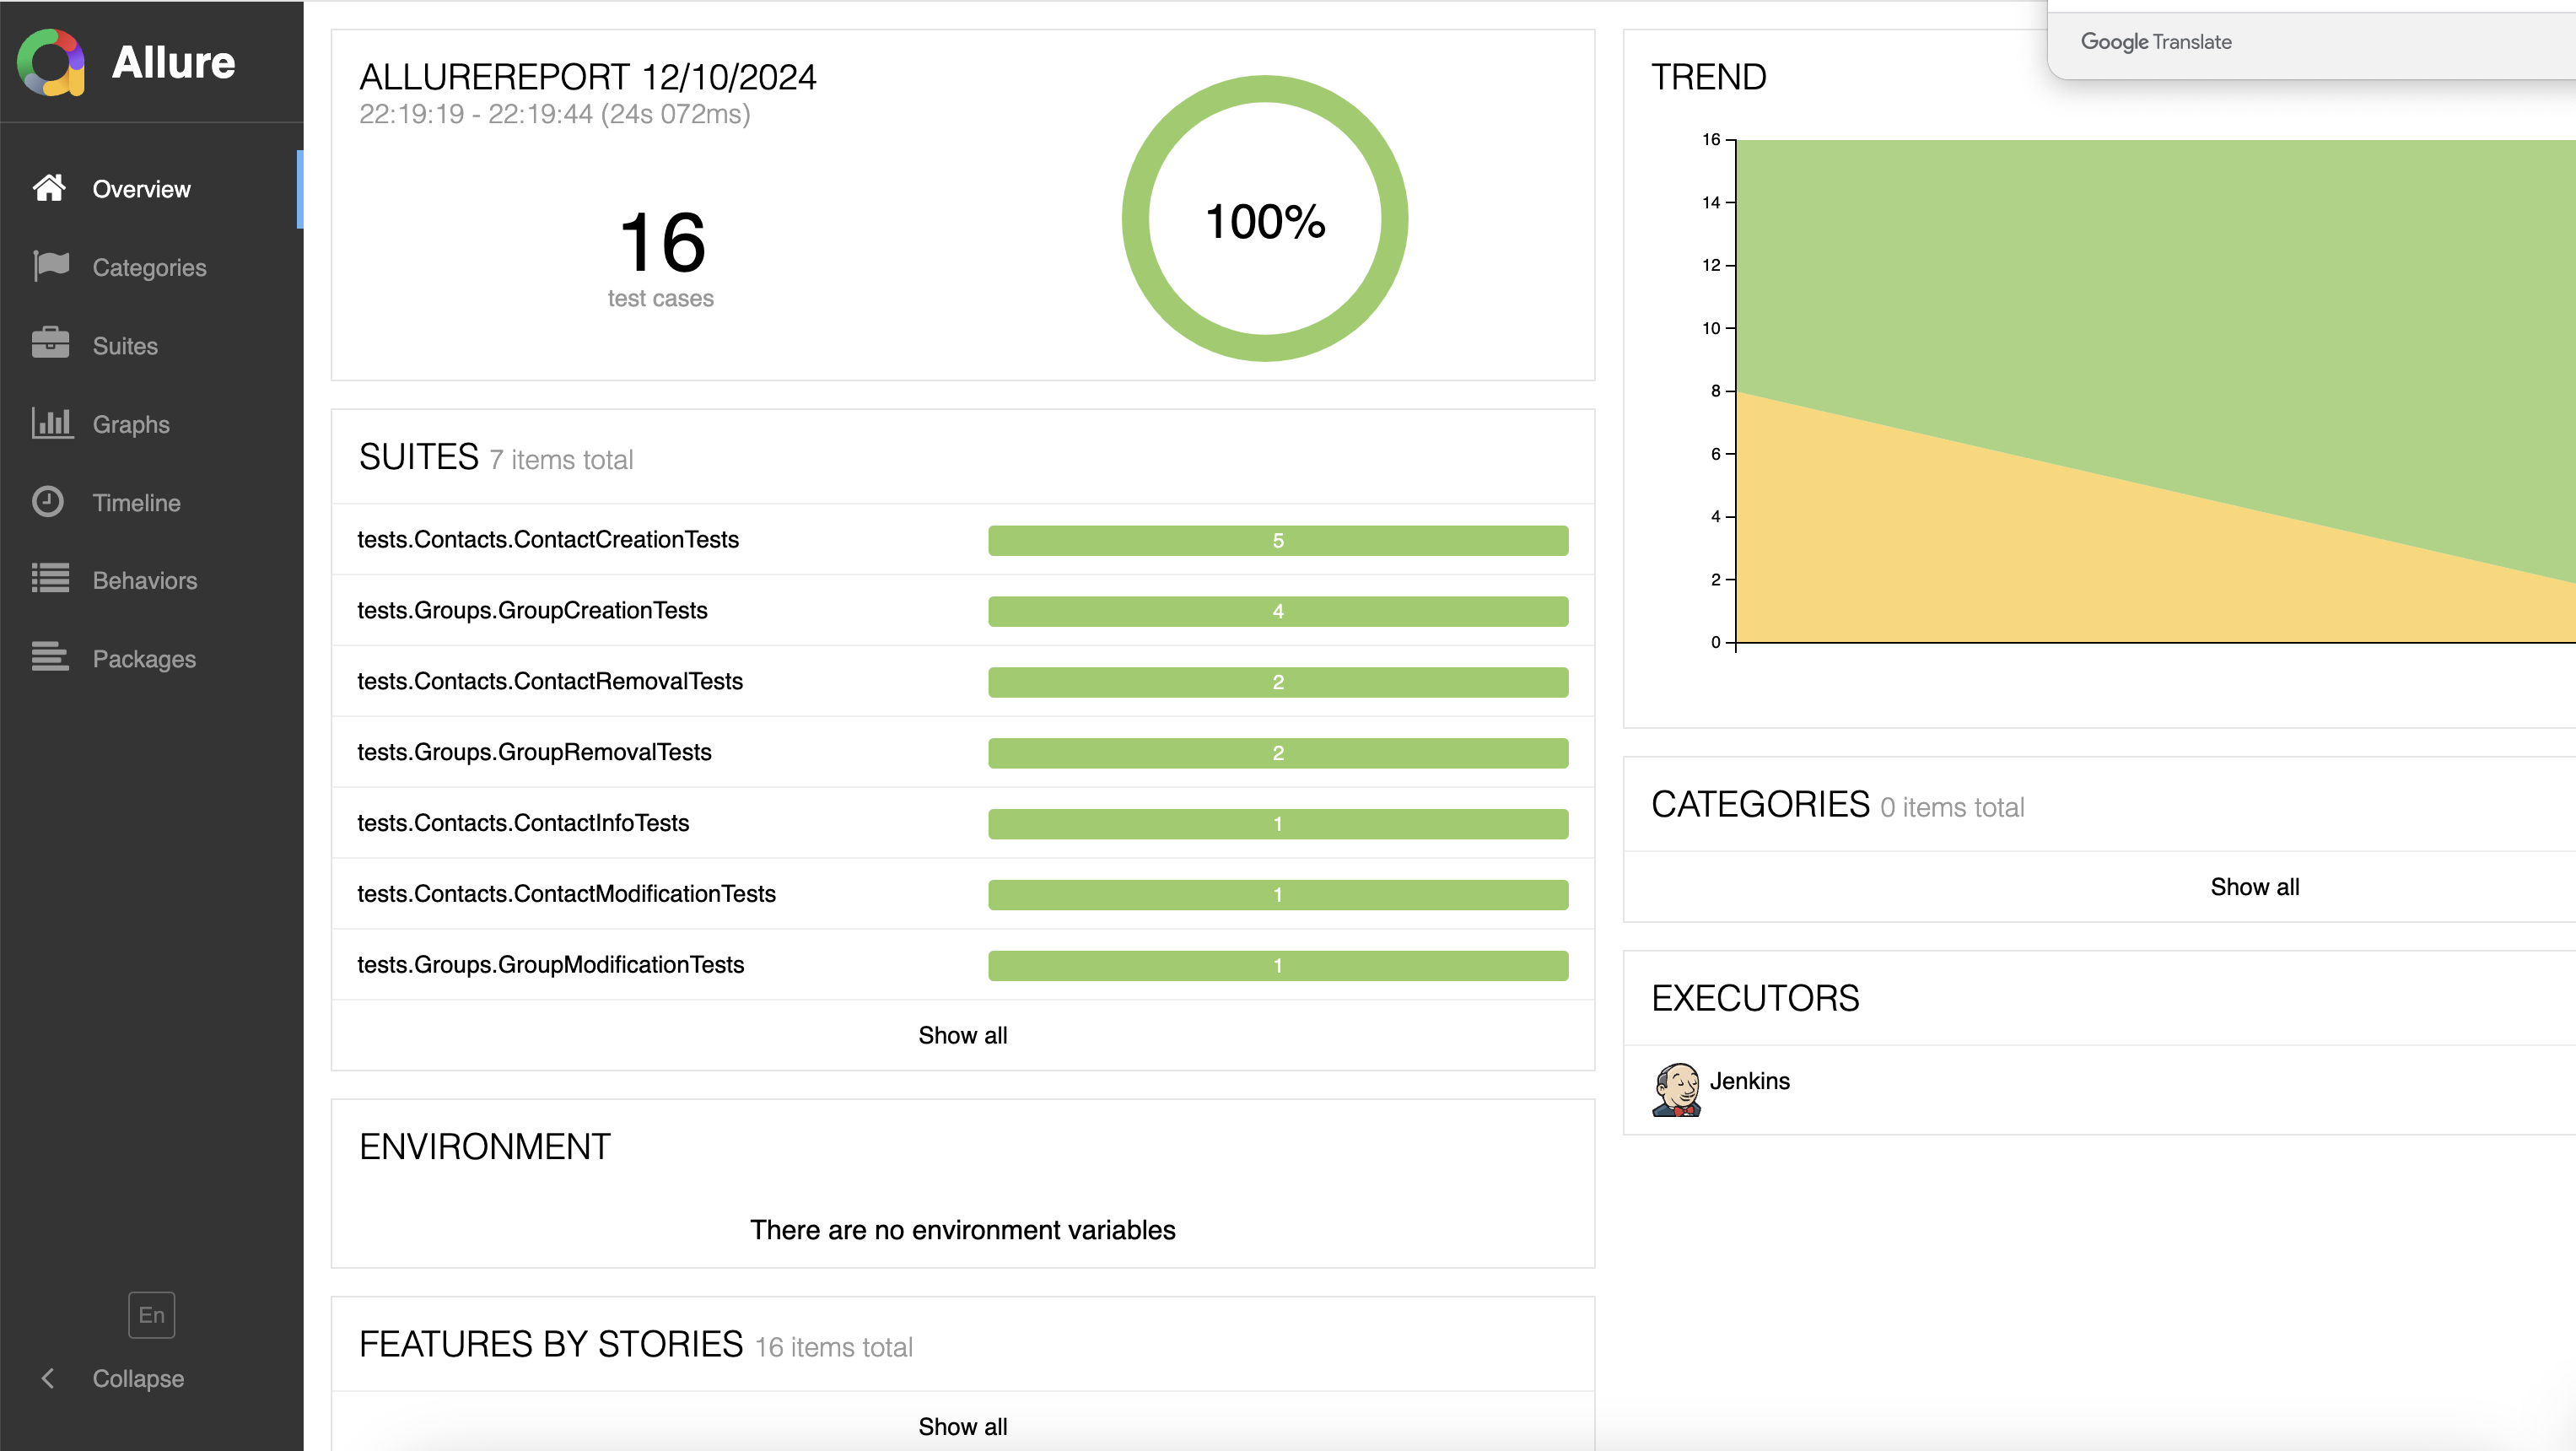 Allure
Overview
Categories
Suites
Graphs
Timeline
Behaviors
Packages
En
Collapse
ALLUREREPORT 12/10/2024
22:19:19 - 22:19:44 (24s 072ms)
16
test cases
100%
SUITES 7 items total
tests.Contacts.ContactCreationTests 5
tests.Groups.GroupCreationTests 4
tests.Contacts.ContactRemovalTests 2
tests.Groups.GroupRemovalTests 2
tests.Contacts.ContactInfoTests 1
tests.Contacts.ContactModificationTests 1
tests.Groups.GroupModificationTests 1
Show all
ENVIRONMENT
There are no environment variables
FEATURES BY STORIES 16 items total
Show all
Google Translate
TREND
16
14
12
10
8
6
4
2
0
CATEGORIES 0 items total
Show all
EXECUTORS
Jenkins